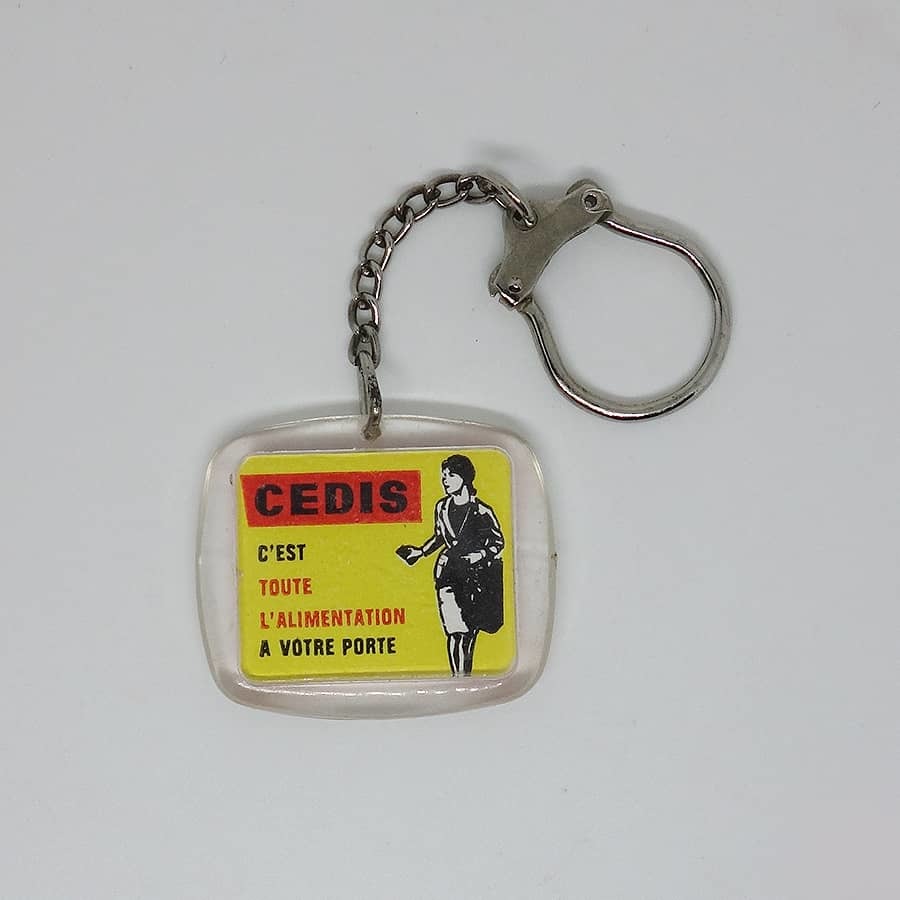 CEDIS
C'EST
TOUTE
L'ALIMENTATION
A VOTRE PORTE